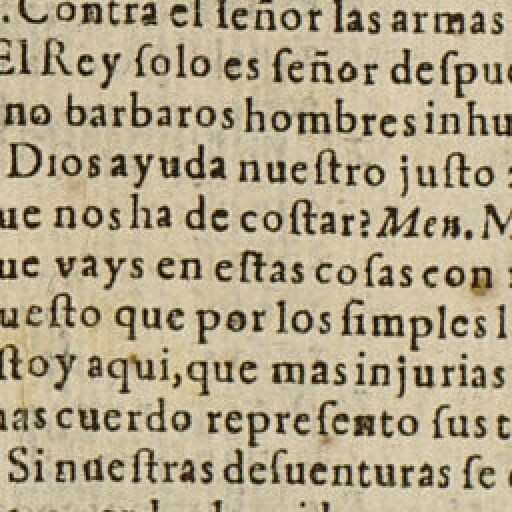 . Contra el ſeñor las armas
El Rey ſolo es ſeñor deſpue
no barbaros hombres inhu
Dios ayuda nueſtro juſto
ue nos ha de coſtar? Men. M
ue vays en eſtas coſas con
ueſto que por los ſimples l
ſtoy aqui, que mas injurias
nas cuerdo repreſento ſus t
Si nueſtras deſuenturas ſe